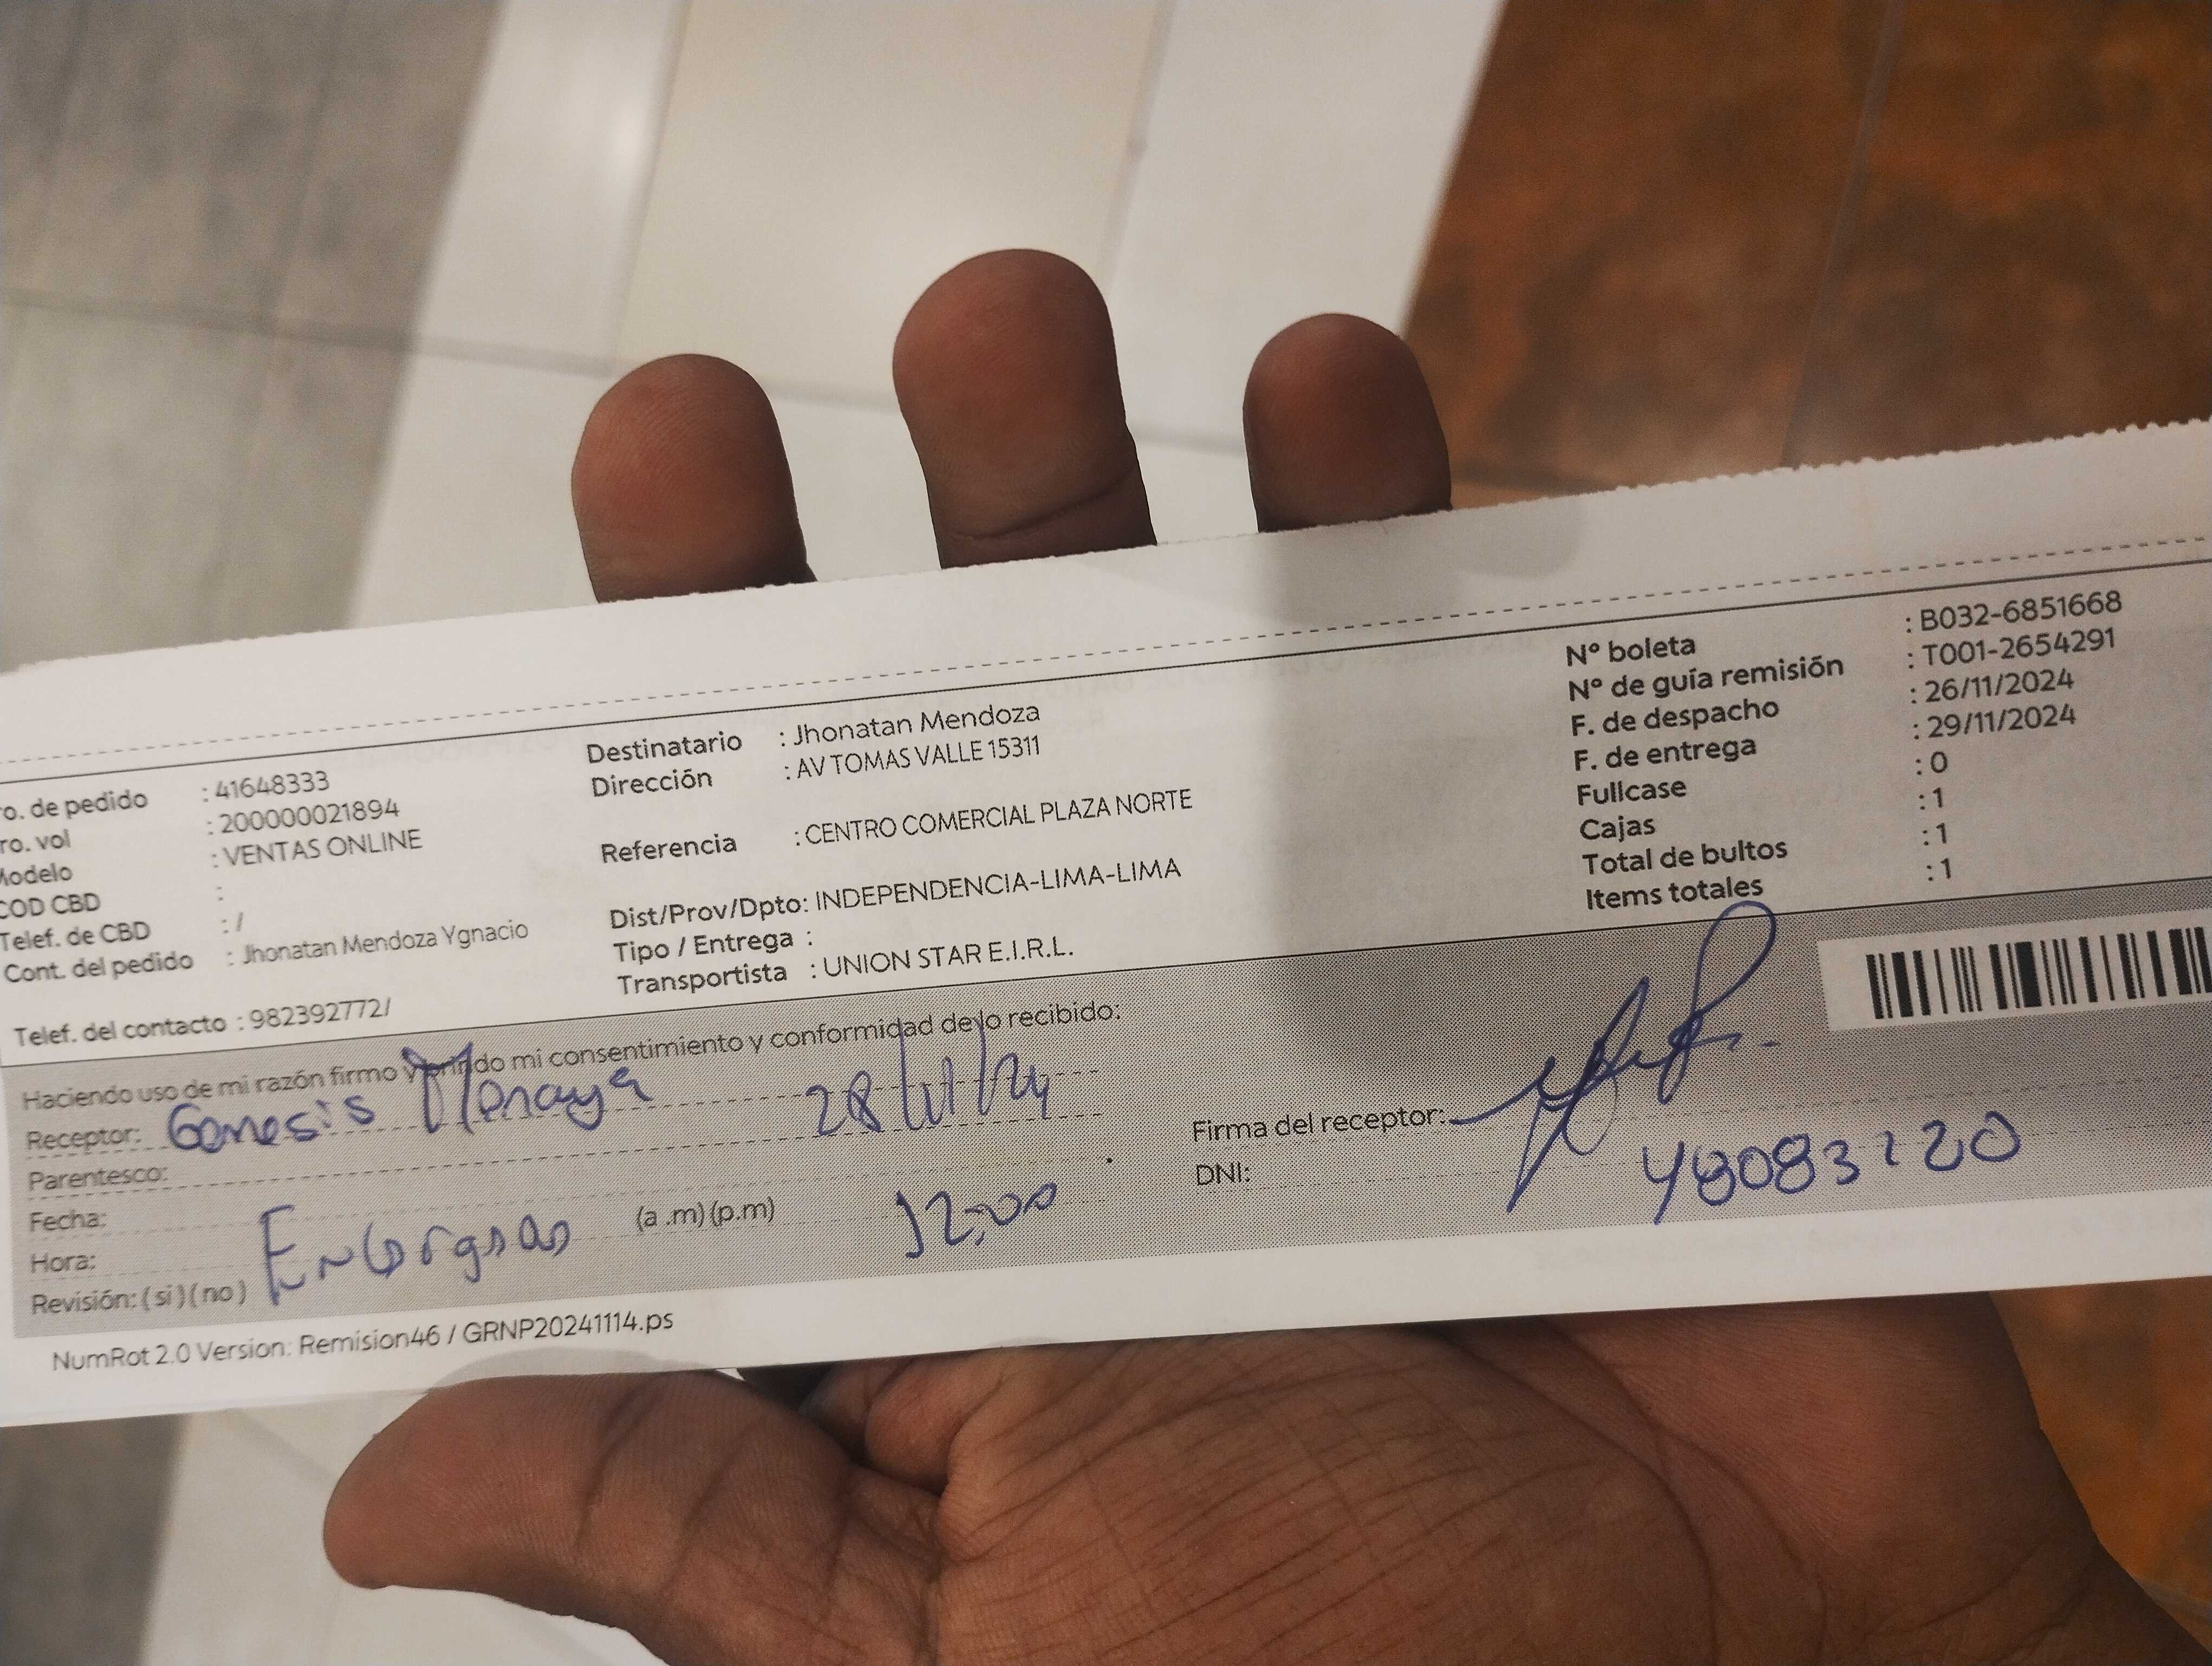 ro. de pedido : 41648333
ro. vol : 200000021894
Modelo : VENTAS ONLINE
COD CBD :
Telef. de CBD : /
Cont. del pedido : Jhonatan Mendoza Ygnacio
Telef. del contacto : 982392772/
Destinatario : Jhonatan Mendoza
Dirección : AV TOMAS VALLE 15311
Referencia : CENTRO COMERCIAL PLAZA NORTE
Dist/Prov/Dpto: INDEPENDENCIA-LIMA-LIMA
Tipo / Entrega :
Transportista : UNION STAR E.I.R.L.
Nº boleta : B032-6851668
Nº de guía remisión : T001-2654291
F. de despacho : 26/11/2024
F. de entrega : 29/11/2024
Fullcase : 0
Cajas : 1
Total de bultos : 1
Items totales : 1
Haciendo uso de mi razón firmo y brindo mi consentimiento y conformidad de lo recibido:
Receptor: Genesis 28/11/24
Parentesco:
Fecha:
Hora: (a .m) (p.m) 12:00
Revisión: ( si ) ( no )
Firma del receptor:
DNI:
NumRot 2.0 Version: Remision46 / GRNP20241114.ps